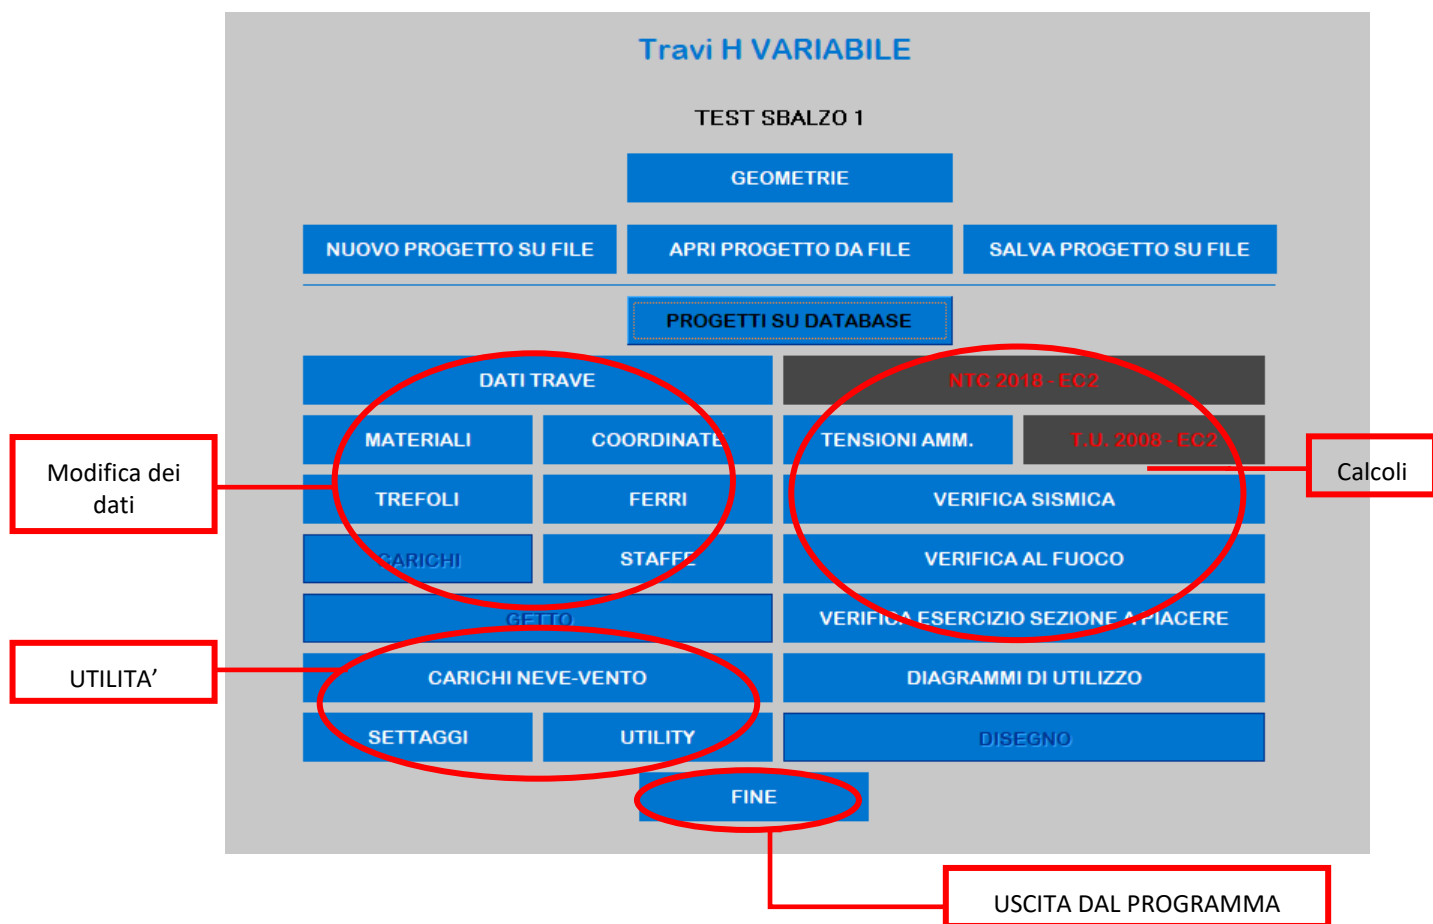 Travi H VARIABILE
TEST SBALZO 1
GEOMETRIE
NUOVO PROGETTO SU FILE
APRI PROGETTO DA FILE
SALVA PROGETTO SU FILE
PROGETTI SU DATABASE
DATI TRAVE
NTC 2018 - EC2
MATERIALI
COORDINATE
TENSIONI AMM.
T.U. 2008 - EC2
Modifica dei
dati
Calcoli
TREFOLI
FERRI
VERIFICA SISMICA
CARICHI
STAFFE
VERIFICA AL FUOCO
GETTO
VERIFICA ESERCIZIO SEZIONE A PIACERE
UTILITA’
CARICHI NEVE-VENTO
DIAGRAMMI DI UTILIZZO
SETTAGGI
UTILITY
DISEGNO
FINE
USCITA DAL PROGRAMMA